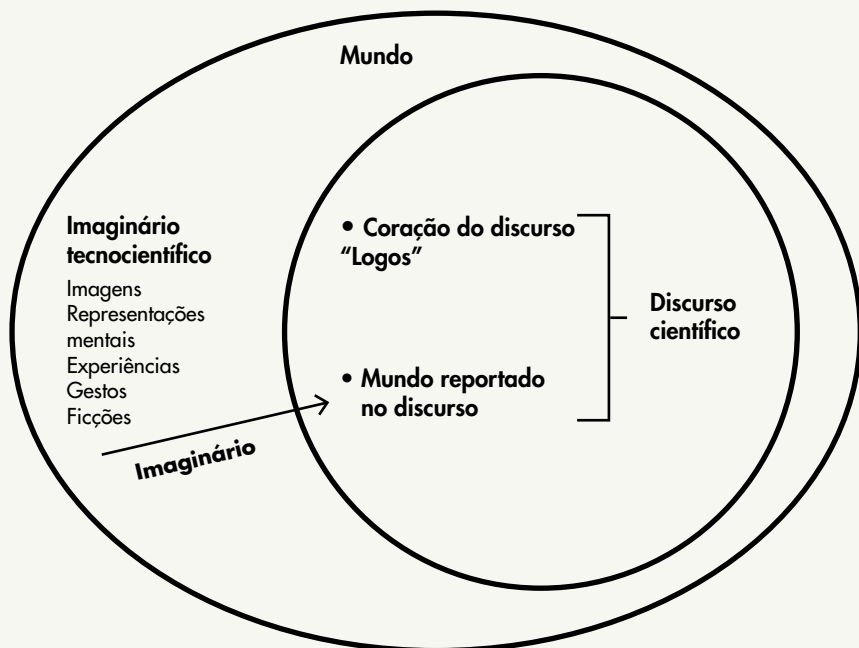 Mundo
Imaginário
tecnocientífico
Imagens
Representações
mentais
Experiências
Gestos
Ficções
Imaginário
• Coração do discurso
“Logos”
• Mundo reportado
no discurso
Discurso
científico